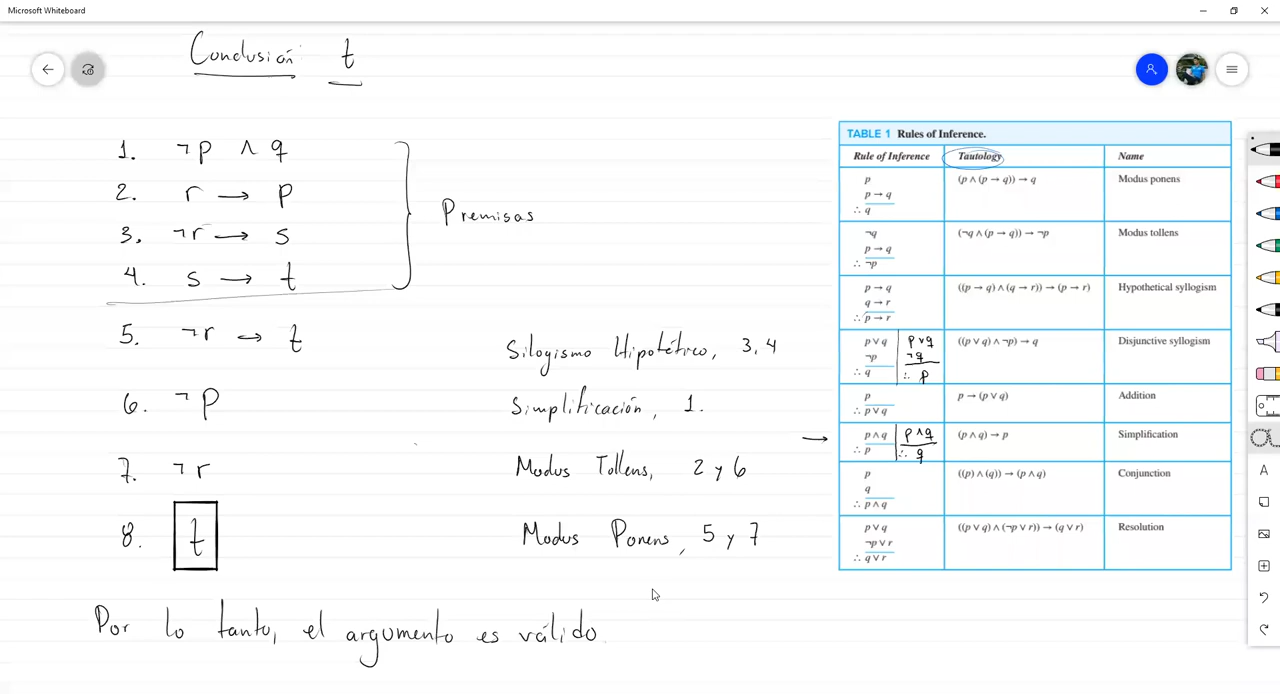 Microsoft Whiteboard
Conclusión: t
1. ¬p ∧ q
2. r → p
3. ¬r → s
4. s → t
Premisas
5. ¬r → t
Silogismo Hipotético, 3, 4
6. ¬p
Simplificación, 1.
7. ¬r
Modus Tollens, 2 y 6
8. t
Modus Ponens, 5 y 7
Por lo tanto, el argumento es válido.
TABLE 1 Rules of Inference.
Rule of Inference Tautology Name
p
p → q
∴ q
(p ∧ (p → q)) → q
Modus ponens
¬q
p → q
∴ ¬p
(¬q ∧ (p → q)) → ¬p
Modus tollens
p → q
q → r
∴ p → r
((p → q) ∧ (q → r)) → (p → r)
Hypothetical syllogism
p ∨ q
¬p
∴ q
p ∨ q
¬q
∴ p
((p ∨ q) ∧ ¬p) → q
Disjunctive syllogism
p
∴ p ∨ q
p → (p ∨ q)
Addition
→
p ∧ q
∴ p
p ∧ q
∴ q
(p ∧ q) → p
Simplification
p
q
∴ p ∧ q
((p) ∧ (q)) → (p ∧ q)
Conjunction
p ∨ q
¬p ∨ r
∴ q ∨ r
((p ∨ q) ∧ (¬p ∨ r)) → (q ∨ r)
Resolution
A